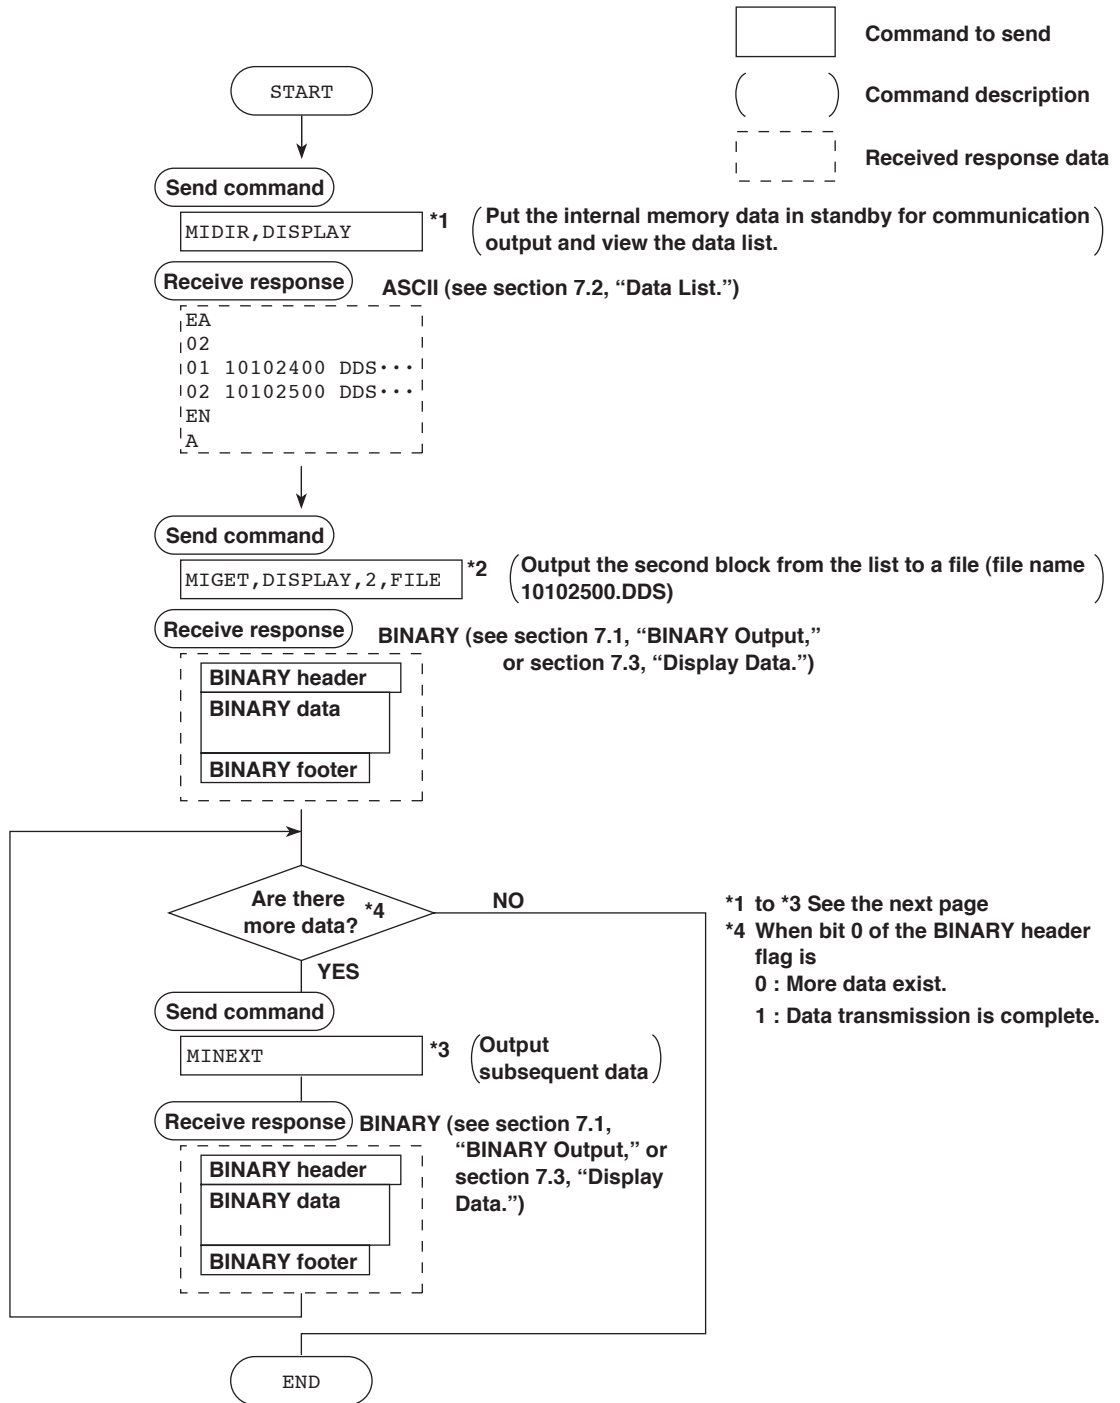 Command to send
START
Command description
Received response data
Send command
MIDIR,DISPLAY
*1
Put the internal memory data in standby for communication
output and view the data list.
Receive response
ASCII (see section 7.2, “Data List.”)
EA
02
01 10102400 DDS···
02 10102500 DDS···
EN
A
Send command
MIGET,DISPLAY,2,FILE
*2
Output the second block from the list to a file (file name
10102500.DDS)
Receive response
BINARY (see section 7.1, “BINARY Output,”
or section 7.3, “Display Data.”)
BINARY header
BINARY data
BINARY footer
Are there
more data?
*4
NO
YES
*1 to *3 See the next page
*4 When bit 0 of the BINARY header
flag is
0 : More data exist.
1 : Data transmission is complete.
Send command
MINEXT
*3
Output
subsequent data
Receive response
BINARY (see section 7.1,
“BINARY Output,” or
section 7.3, “Display
Data.”)
BINARY header
BINARY data
BINARY footer
END